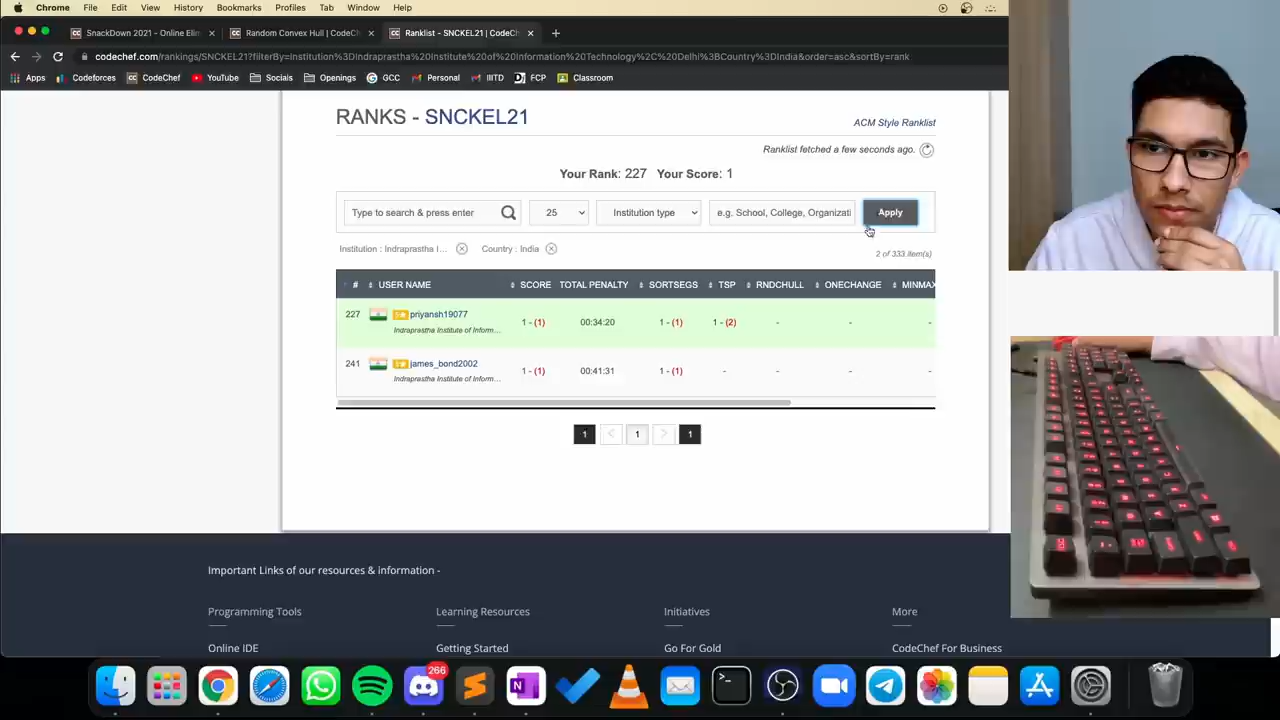 Chrome File Edit View History Bookmarks Profiles Tab Window Help
CC SnackDown 2021 - Online Elim × CC Random Convex Hull | CodeCh × CC Ranklist - SNCKEL21 | CodeC × +
codechef.com/rankings/SNCKEL21?filterBy=Institution%3DIndraprastha%20Institute%20of%20Information%20Technology%2C%20Delhi%3BCountry%3DIndia&order=asc&sortBy=rank
Apps Codeforces CC CodeChef YouTube Socials Openings GCC Personal IIITD FCP Classroom
RANKS - SNCKEL21
ACM Style Ranklist
Ranklist fetched a few seconds ago.
Your Rank: 227 Your Score: 1
Type to search & press enter 25 Institution type e.g. School, College, Organizati Apply
Institution : Indraprastha I... Country : India
2 of 333.item(s)
# USER NAME SCORE TOTAL PENALTY SORTSEGS TSP RNDCHULL ONECHANGE MINMAX
227 priyansh19077 1 - (1) 00:34:20 1 - (1) 1 - (2) - - -
Indraprastha Institute of Inform...
241 james_bond2002 1 - (1) 00:41:31 1 - (1) - - - -
Indraprastha Institute of Inform...
1 < 1 > 1
Important Links of our resources & information -
Programming Tools Learning Resources Initiatives More
Online IDE Getting Started Go For Gold CodeChef For Business
266